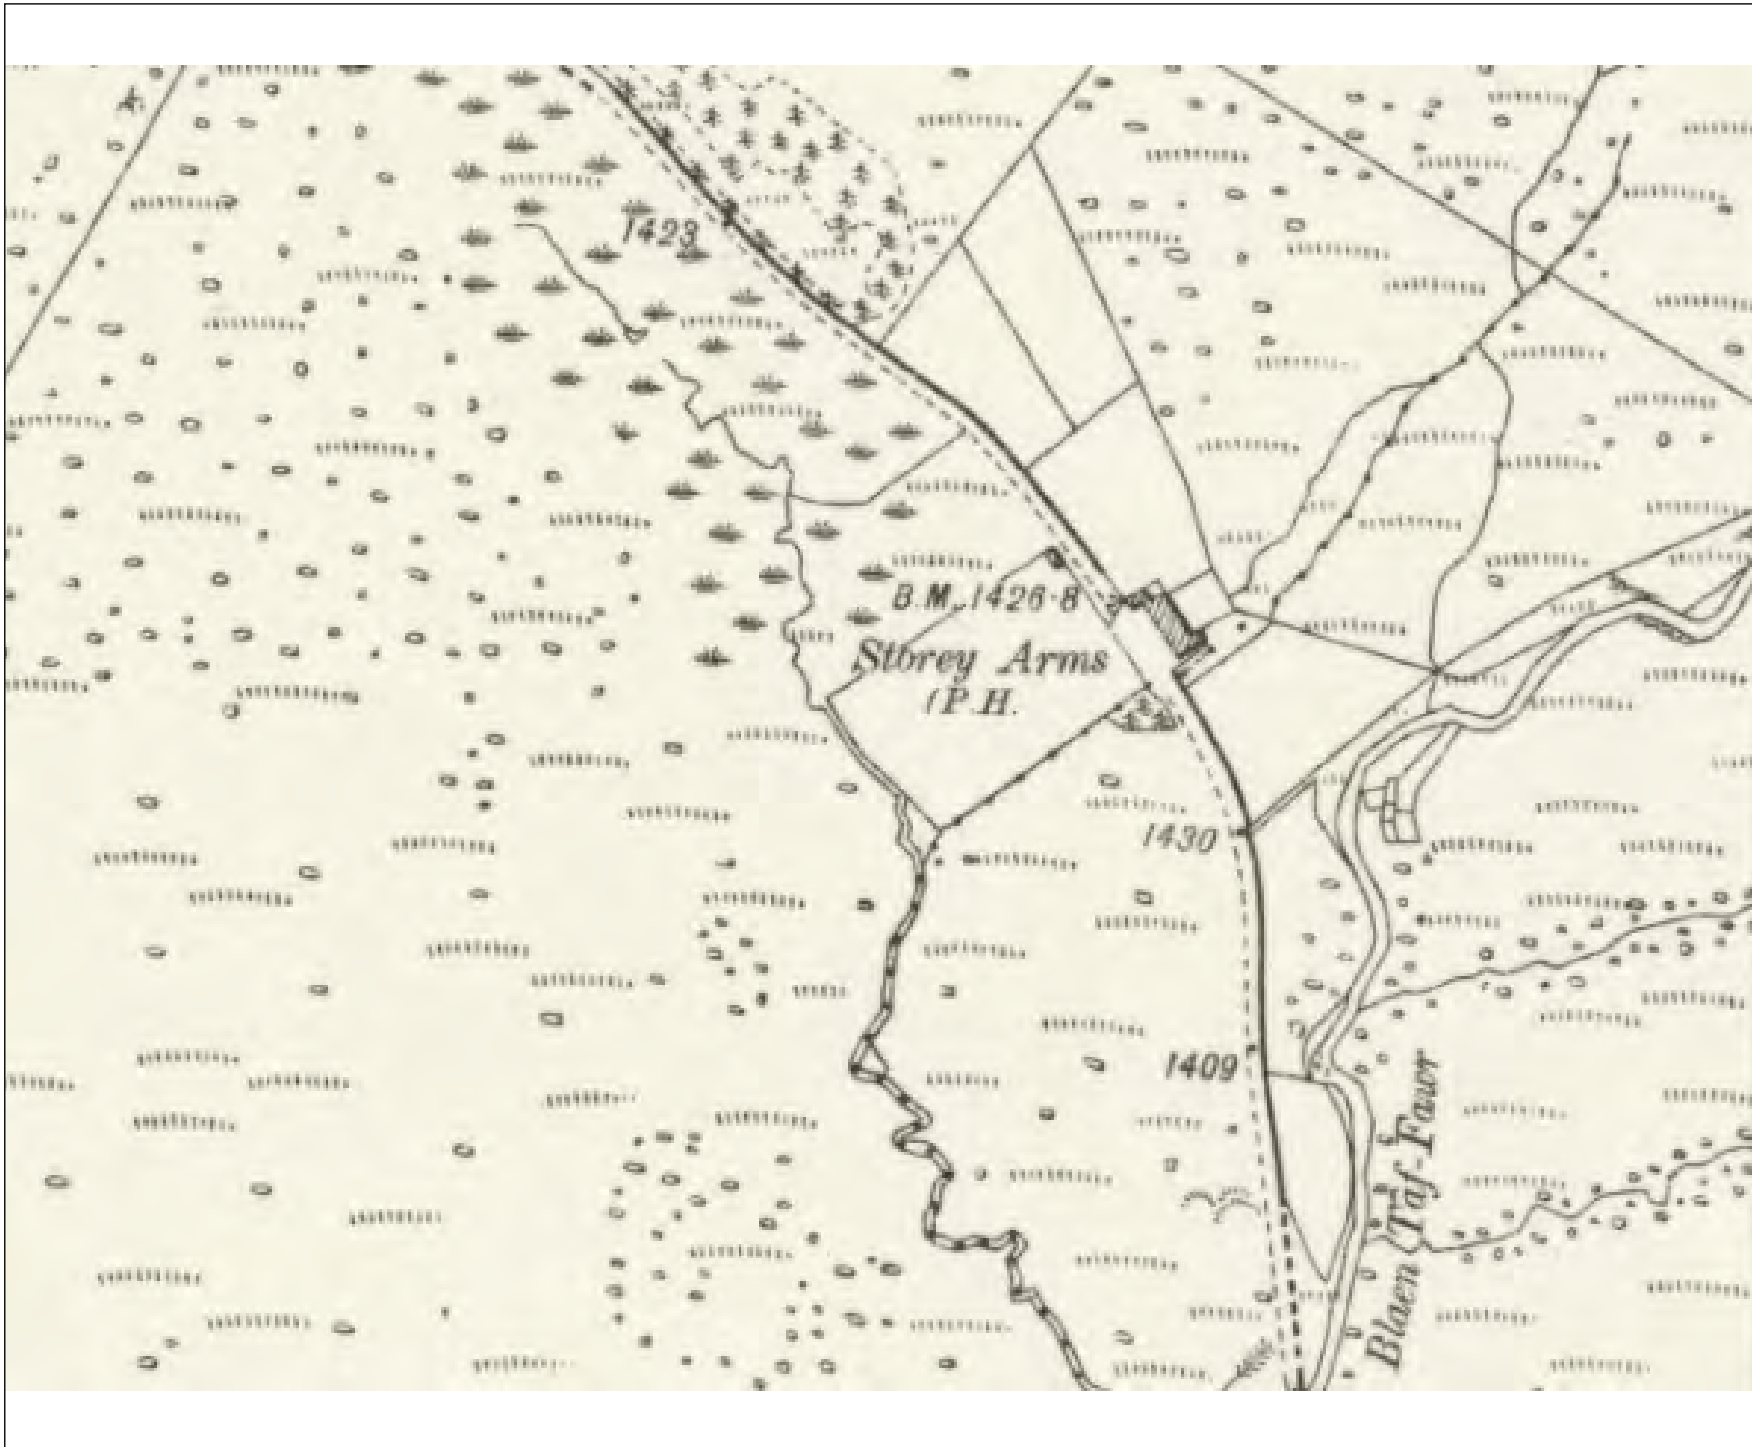 1423
B.M. 1426·8
Storey Arms
(P.H.
1430
1409
Blaen Taf-Fawr